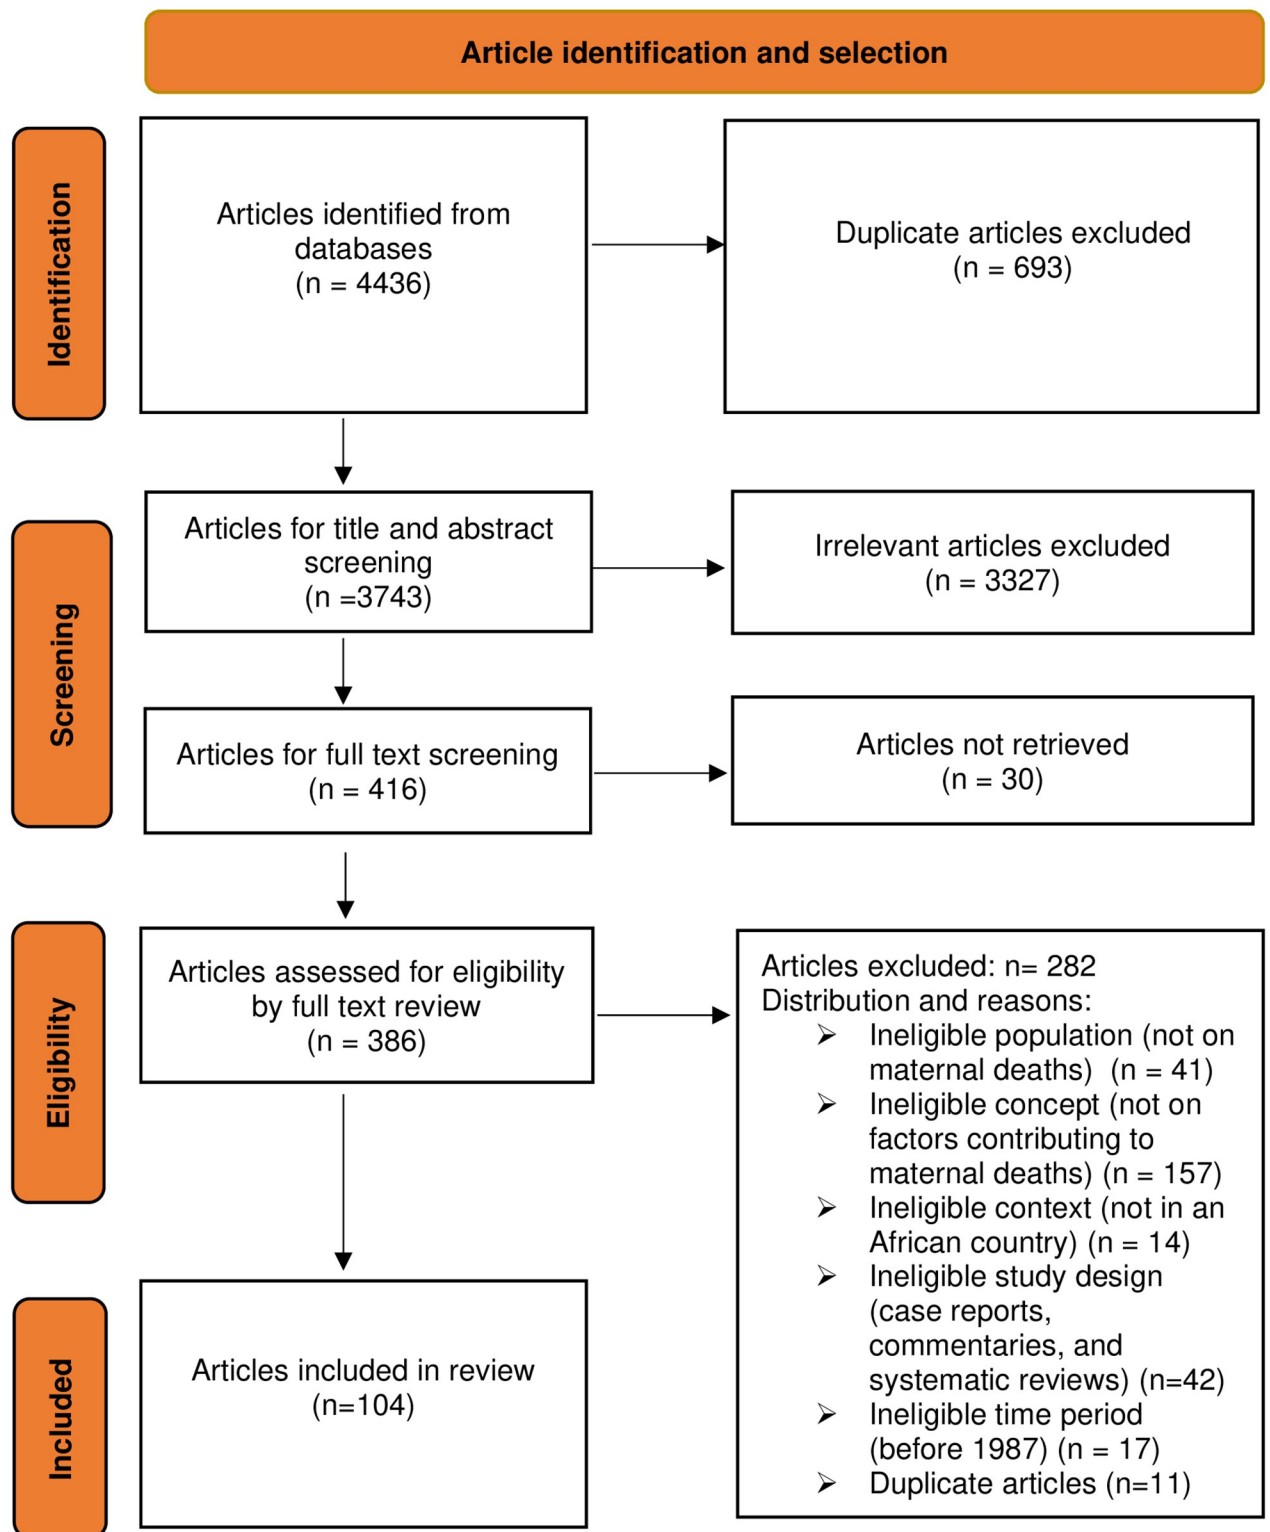 Article identification and selection
Identification
Articles identified from
databases
(n = 4436)
Duplicate articles excluded
(n = 693)
Screening
Articles for title and abstract
screening
(n =3743)
Irrelevant articles excluded
(n = 3327)
Articles for full text screening
(n = 416)
Articles not retrieved
(n = 30)
Eligibility
Articles assessed for eligibility
by full text review
(n = 386)
Articles excluded: n= 282
Distribution and reasons:
➢ Ineligible population (not on
maternal deaths)  (n = 41)
➢ Ineligible concept (not on
factors contributing to
maternal deaths) (n = 157)
➢ Ineligible context (not in an
African country) (n = 14)
➢ Ineligible study design
(case reports,
commentaries, and
systematic reviews) (n=42)
➢ Ineligible time period
(before 1987) (n = 17)
➢ Duplicate articles (n=11)
Included
Articles included in review
(n=104)